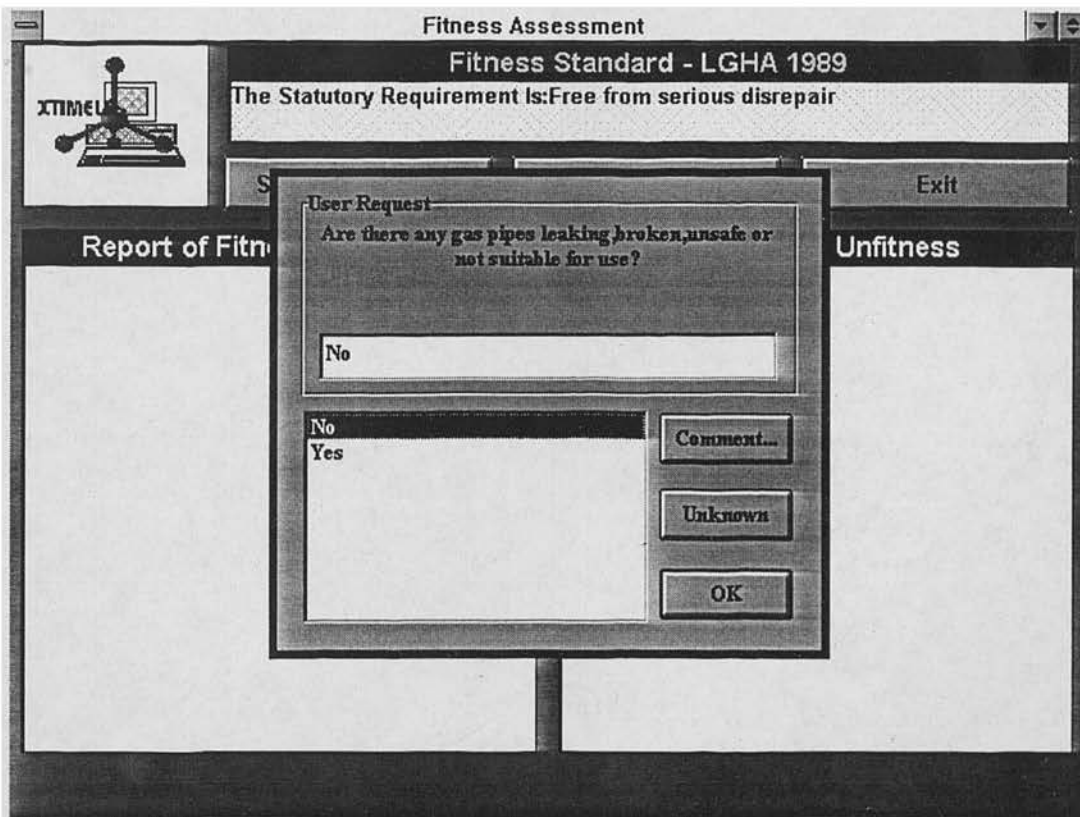 Fitness Assessment
Fitness Standard - LGHA 1989
XTIMEL
The Statutory Requirement Is:Free from serious disrepair
S
Exit
Report of Fitn
Unfitness
User Request
Are there any gas pipes leaking,broken,unsafe or
not suitable for use?
No
No
Yes
Comment...
Unknown
OK